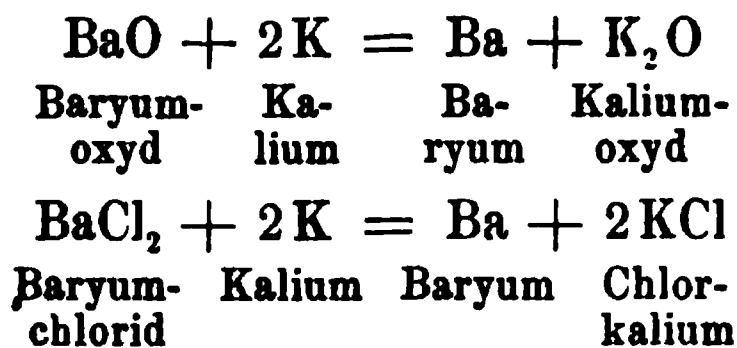 BaO + 2K = Ba + K₂O
Baryum- Ka- Ba- Kalium-
oxyd lium ryum oxyd
BaCl₂ + 2K = Ba + 2KCl
Baryum- Kalium Baryum Chlor-
chlorid kalium